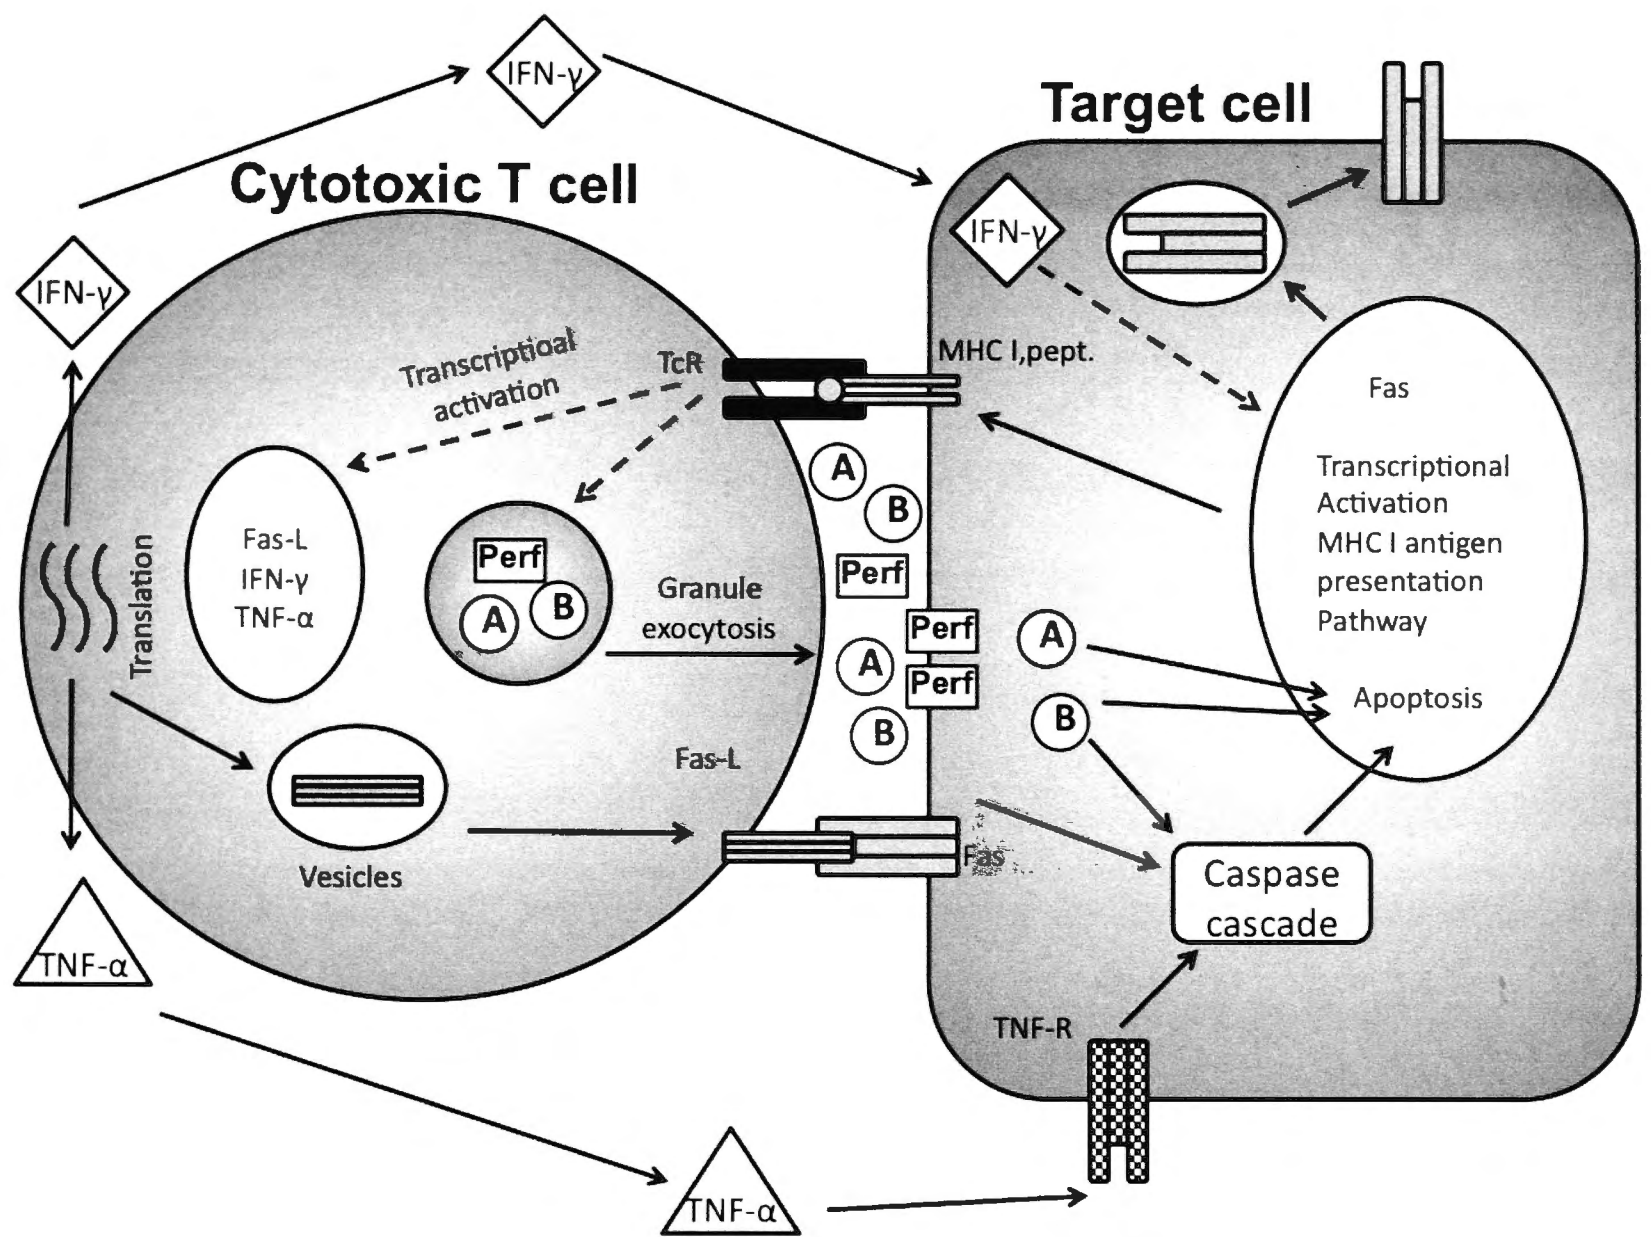 IFN-γ
Target cell
Cytotoxic T cell
IFN-γ
IFN-γ
MHC I,pept.
TcR
Transcriptioal
activation
Fas
Transcriptional
Activation
MHC I antigen
presentation
Pathway
Apoptosis
A
B
Perf
A
B
Perf
Perf
A
B
Fas-L
IFN-γ
TNF-α
Perf
A
B
Granule
exocytosis
Translation
Vesicles
Fas-L
Fas
Caspase
cascade
TNF-α
TNF-R
TNF-α